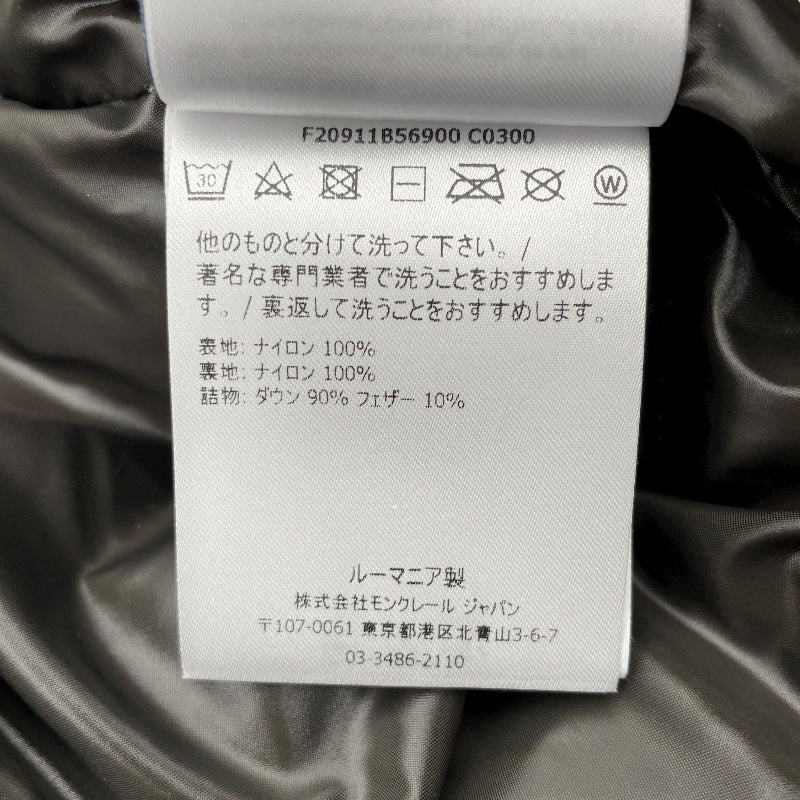 F20911B56900 C0300
30
W
他のものと分けて洗って下さい。/
著名な専門業者で洗うことをおすすめしま
す。/ 裏返して洗うことをおすすめします。
表地: ナイロン 100%
裏地: ナイロン 100%
詰物: ダウン 90% フェザー 10%
ルーマニア製
株式会社モンクレール ジャパン
〒107-0061 東京都港区北青山3-6-7
03-3486-2110